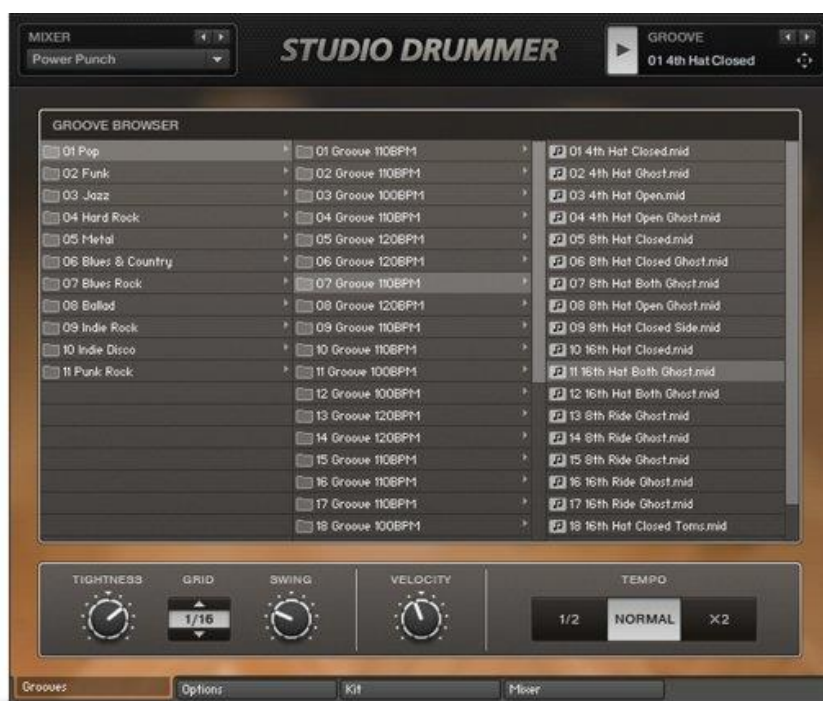 MIXER
Power Punch
STUDIO DRUMMER
GROOVE
01 4th Hat Closed
GROOVE BROWSER
01 Pop
02 Funk
03 Jazz
04 Hard Rock
05 Metal
06 Blues & Country
07 Blues Rock
08 Ballad
09 Indie Rock
10 Indie Disco
11 Punk Rock
01 Groove 110BPM
02 Groove 110BPM
03 Groove 100BPM
04 Groove 110BPM
05 Groove 120BPM
06 Groove 120BPM
07 Groove 110BPM
08 Groove 120BPM
09 Groove 110BPM
10 Groove 110BPM
11 Groove 100BPM
12 Groove 100BPM
13 Groove 120BPM
14 Groove 120BPM
15 Groove 110BPM
16 Groove 110BPM
17 Groove 110BPM
18 Groove 100BPM
01 4th Hat Closed.mid
02 4th Hat Ghost.mid
03 4th Hat Open.mid
04 4th Hat Open Ghost.mid
05 8th Hat Closed.mid
06 8th Hat Closed Ghost.mid
07 8th Hat Both Ghost.mid
08 8th Hat Open Ghost.mid
09 8th Hat Closed Side.mid
10 16th Hat Closed.mid
11 16th Hat Both Ghost.mid
12 16th Hat Both Ghost.mid
13 8th Ride Ghost.mid
14 8th Ride Ghost.mid
15 8th Ride Ghost.mid
16 16th Ride Ghost.mid
17 16th Ride Ghost.mid
18 16th Hat Closed Toms.mid
TIGHTNESS
GRID
SWING
VELOCITY
TEMPO
1/16
1/2
NORMAL
X2
Grooves
Options
Kit
Mixer